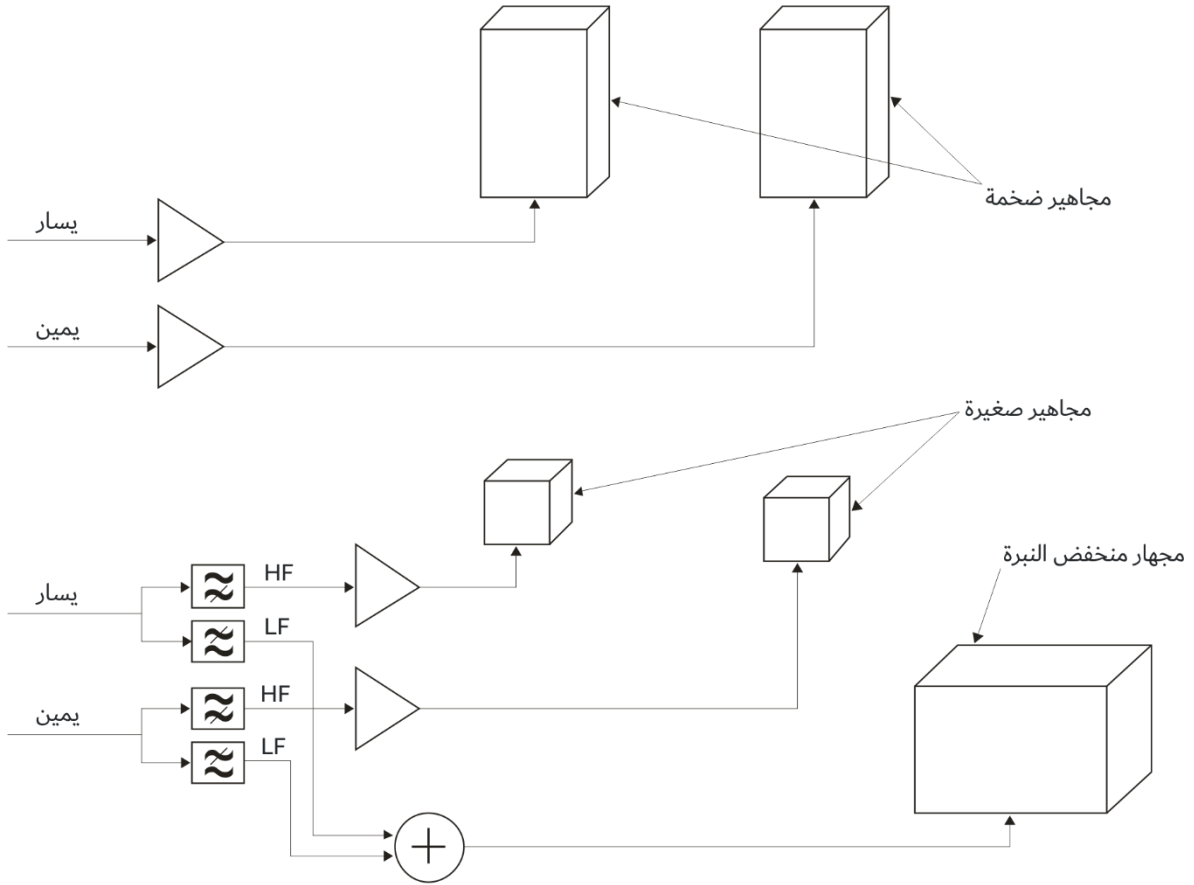 مجاهير ضخمة
يسار
يمين
مجاهير صغيرة
مجهار منخفض النبرة
HF
يسار
LF
HF
يمين
LF